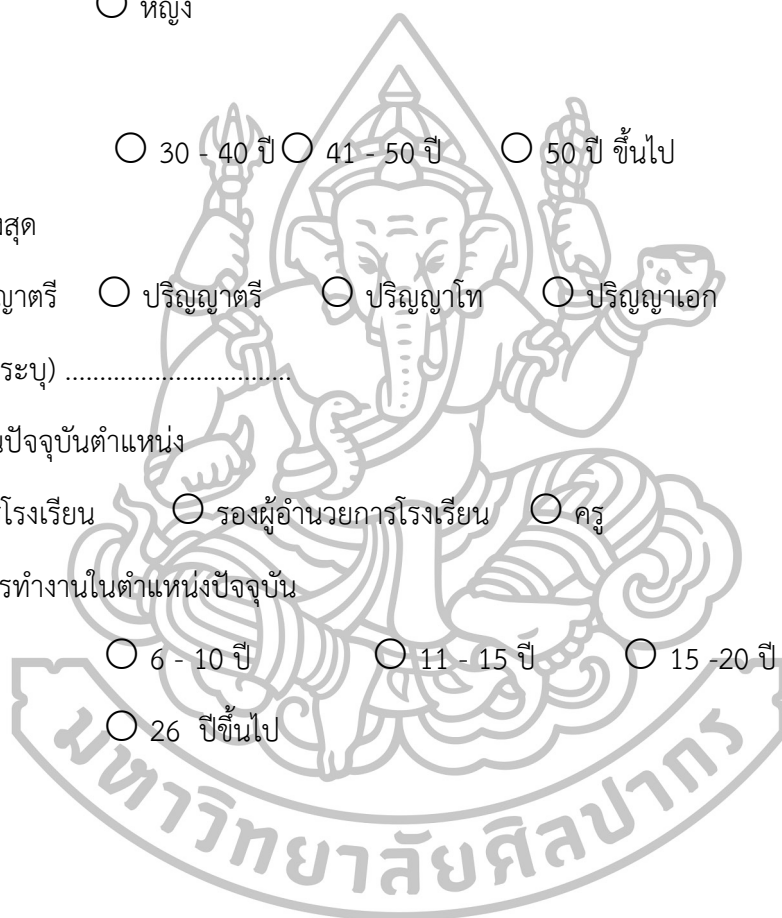 ○ หญิง
○ 30 - 40 ปี ○ 41 - 50 ปี ○ 50 ปี ขึ้นไป
สุด
ญาตรี ○ ปริญญาตรี ○ ปริญญาโท ○ ปริญญาเอก
ระบุ) .................................
ปัจจุบันตำแหน่ง
โรงเรียน ○ รองผู้อำนวยการโรงเรียน ○ ครู
รทำงานในตำแหน่งปัจจุบัน
○ 6 - 10 ปี ○ 11 - 15 ปี ○ 15 -20 ปี
○ 26 ปีขึ้นไป
มหาวิทยาลัยศิลปากร